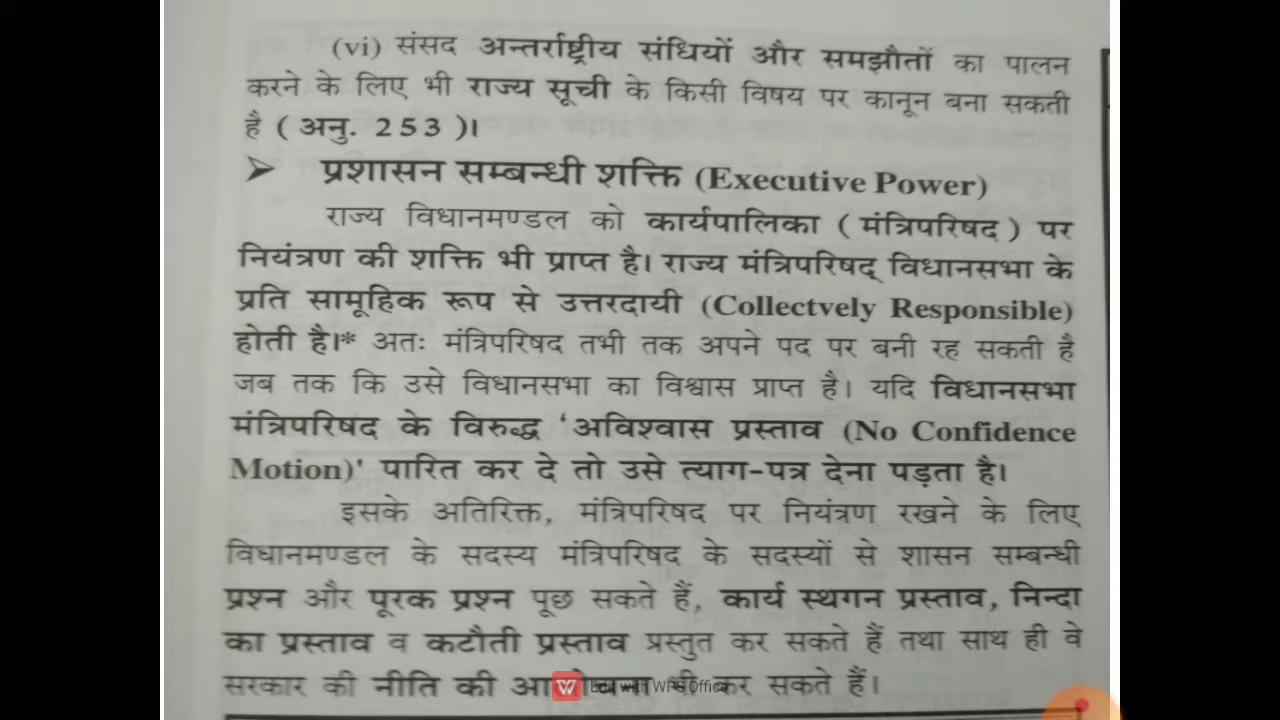 (vi) संसद अन्तर्राष्ट्रीय संधियों और समझौतों का पालन
करने के लिए भी राज्य सूची के किसी विषय पर कानून बना सकती
है ( अनु. 253 )।
➢ प्रशासन सम्बन्धी शक्ति (Executive Power)
राज्य विधानमण्डल को कार्यपालिका ( मंत्रिपरिषद ) पर
नियंत्रण की शक्ति भी प्राप्त है। राज्य मंत्रिपरिषद् विधानसभा के
प्रति सामूहिक रूप से उत्तरदायी (Collectvely Responsible)
होती है।* अतः मंत्रिपरिषद तभी तक अपने पद पर बनी रह सकती है
जब तक कि उसे विधानसभा का विश्वास प्राप्त है। यदि विधानसभा
मंत्रिपरिषद के विरुद्ध ‘अविश्वास प्रस्ताव (No Confidence
Motion)' पारित कर दे तो उसे त्याग-पत्र देना पड़ता है।
इसके अतिरिक्त, मंत्रिपरिषद पर नियंत्रण रखने के लिए
विधानमण्डल के सदस्य मंत्रिपरिषद के सदस्यों से शासन सम्बन्धी
प्रश्न और पूरक प्रश्न पूछ सकते हैं, कार्य स्थगन प्रस्ताव, निन्दा
का प्रस्ताव व कटौती प्रस्ताव प्रस्तुत कर सकते हैं तथा साथ ही वे
सरकार की नीति की भी कर सकते हैं।
Edit with WPS Office